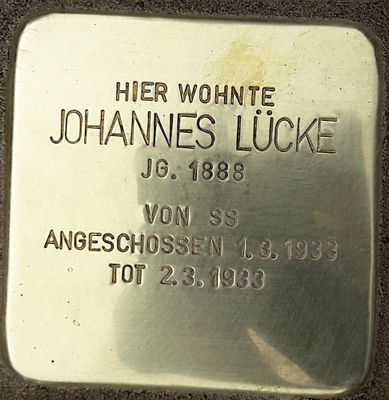 HIER WOHNTE
JOHANNES LÜCKE
JG. 1888
VON SS
ANGESCHOSSEN 1.3.1933
TOT 2.3.1933